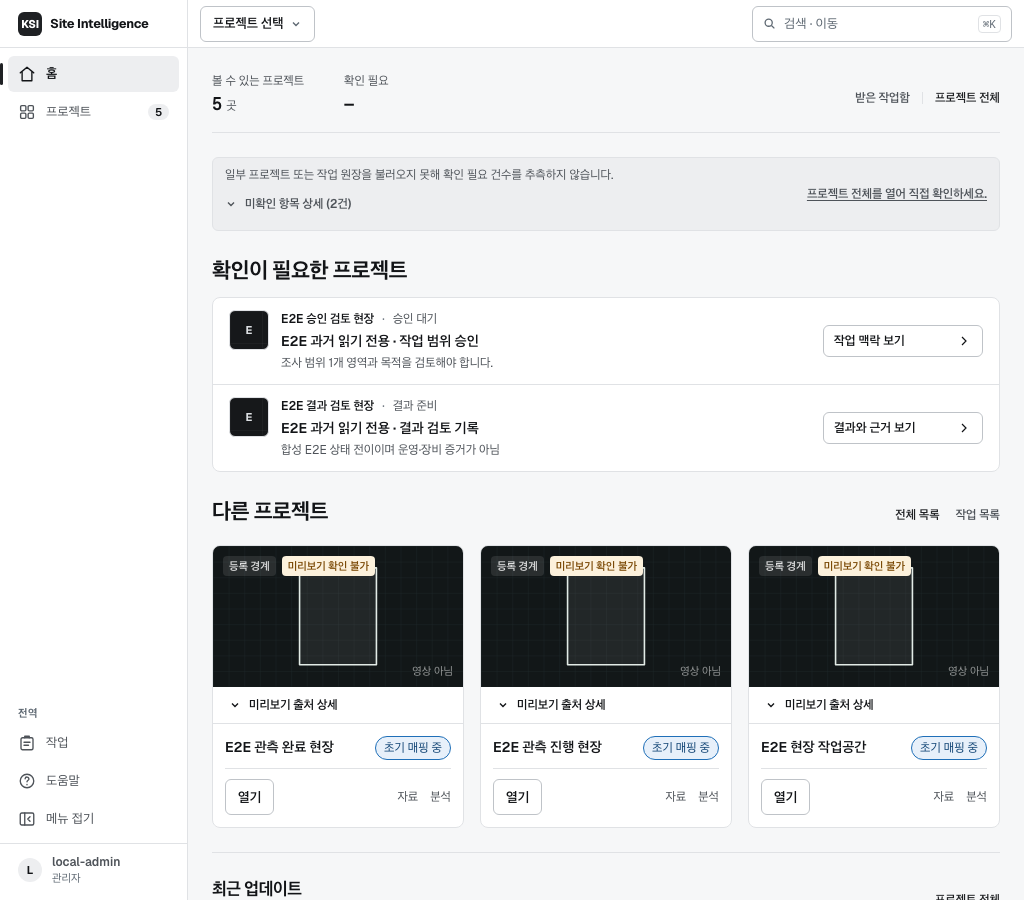 KSI Site Intelligence
프로젝트 선택
검색 · 이동
⌘K
홈
프로젝트 5
볼 수 있는 프로젝트
5 곳
확인 필요
–
받은 작업함
프로젝트 전체
일부 프로젝트 또는 작업 원장을 불러오지 못해 확인 필요 건수를 추측하지 않습니다.
미확인 항목 상세 (2건)
프로젝트 전체를 열어 직접 확인하세요.
확인이 필요한 프로젝트
E
E2E 승인 검토 현장 · 승인 대기
E2E 과거 읽기 전용 · 작업 범위 승인
조사 범위 1개 영역과 목적을 검토해야 합니다.
작업 맥락 보기
E
E2E 결과 검토 현장 · 결과 준비
E2E 과거 읽기 전용 · 결과 검토 기록
합성 E2E 상태 전이이며 운영·장비 증거가 아님
결과와 근거 보기
다른 프로젝트
전체 목록
작업 목록
등록 경계 미리보기 확인 불가
영상 아님
미리보기 출처 상세
E2E 관측 완료 현장 초기 매핑 중
열기 자료 분석
등록 경계 미리보기 확인 불가
영상 아님
미리보기 출처 상세
E2E 관측 진행 현장 초기 매핑 중
열기 자료 분석
등록 경계 미리보기 확인 불가
영상 아님
미리보기 출처 상세
E2E 현장 작업공간 초기 매핑 중
열기 자료 분석
최근 업데이트
프로젝트 전체
전역
작업
도움말
메뉴 접기
L
local-admin
관리자